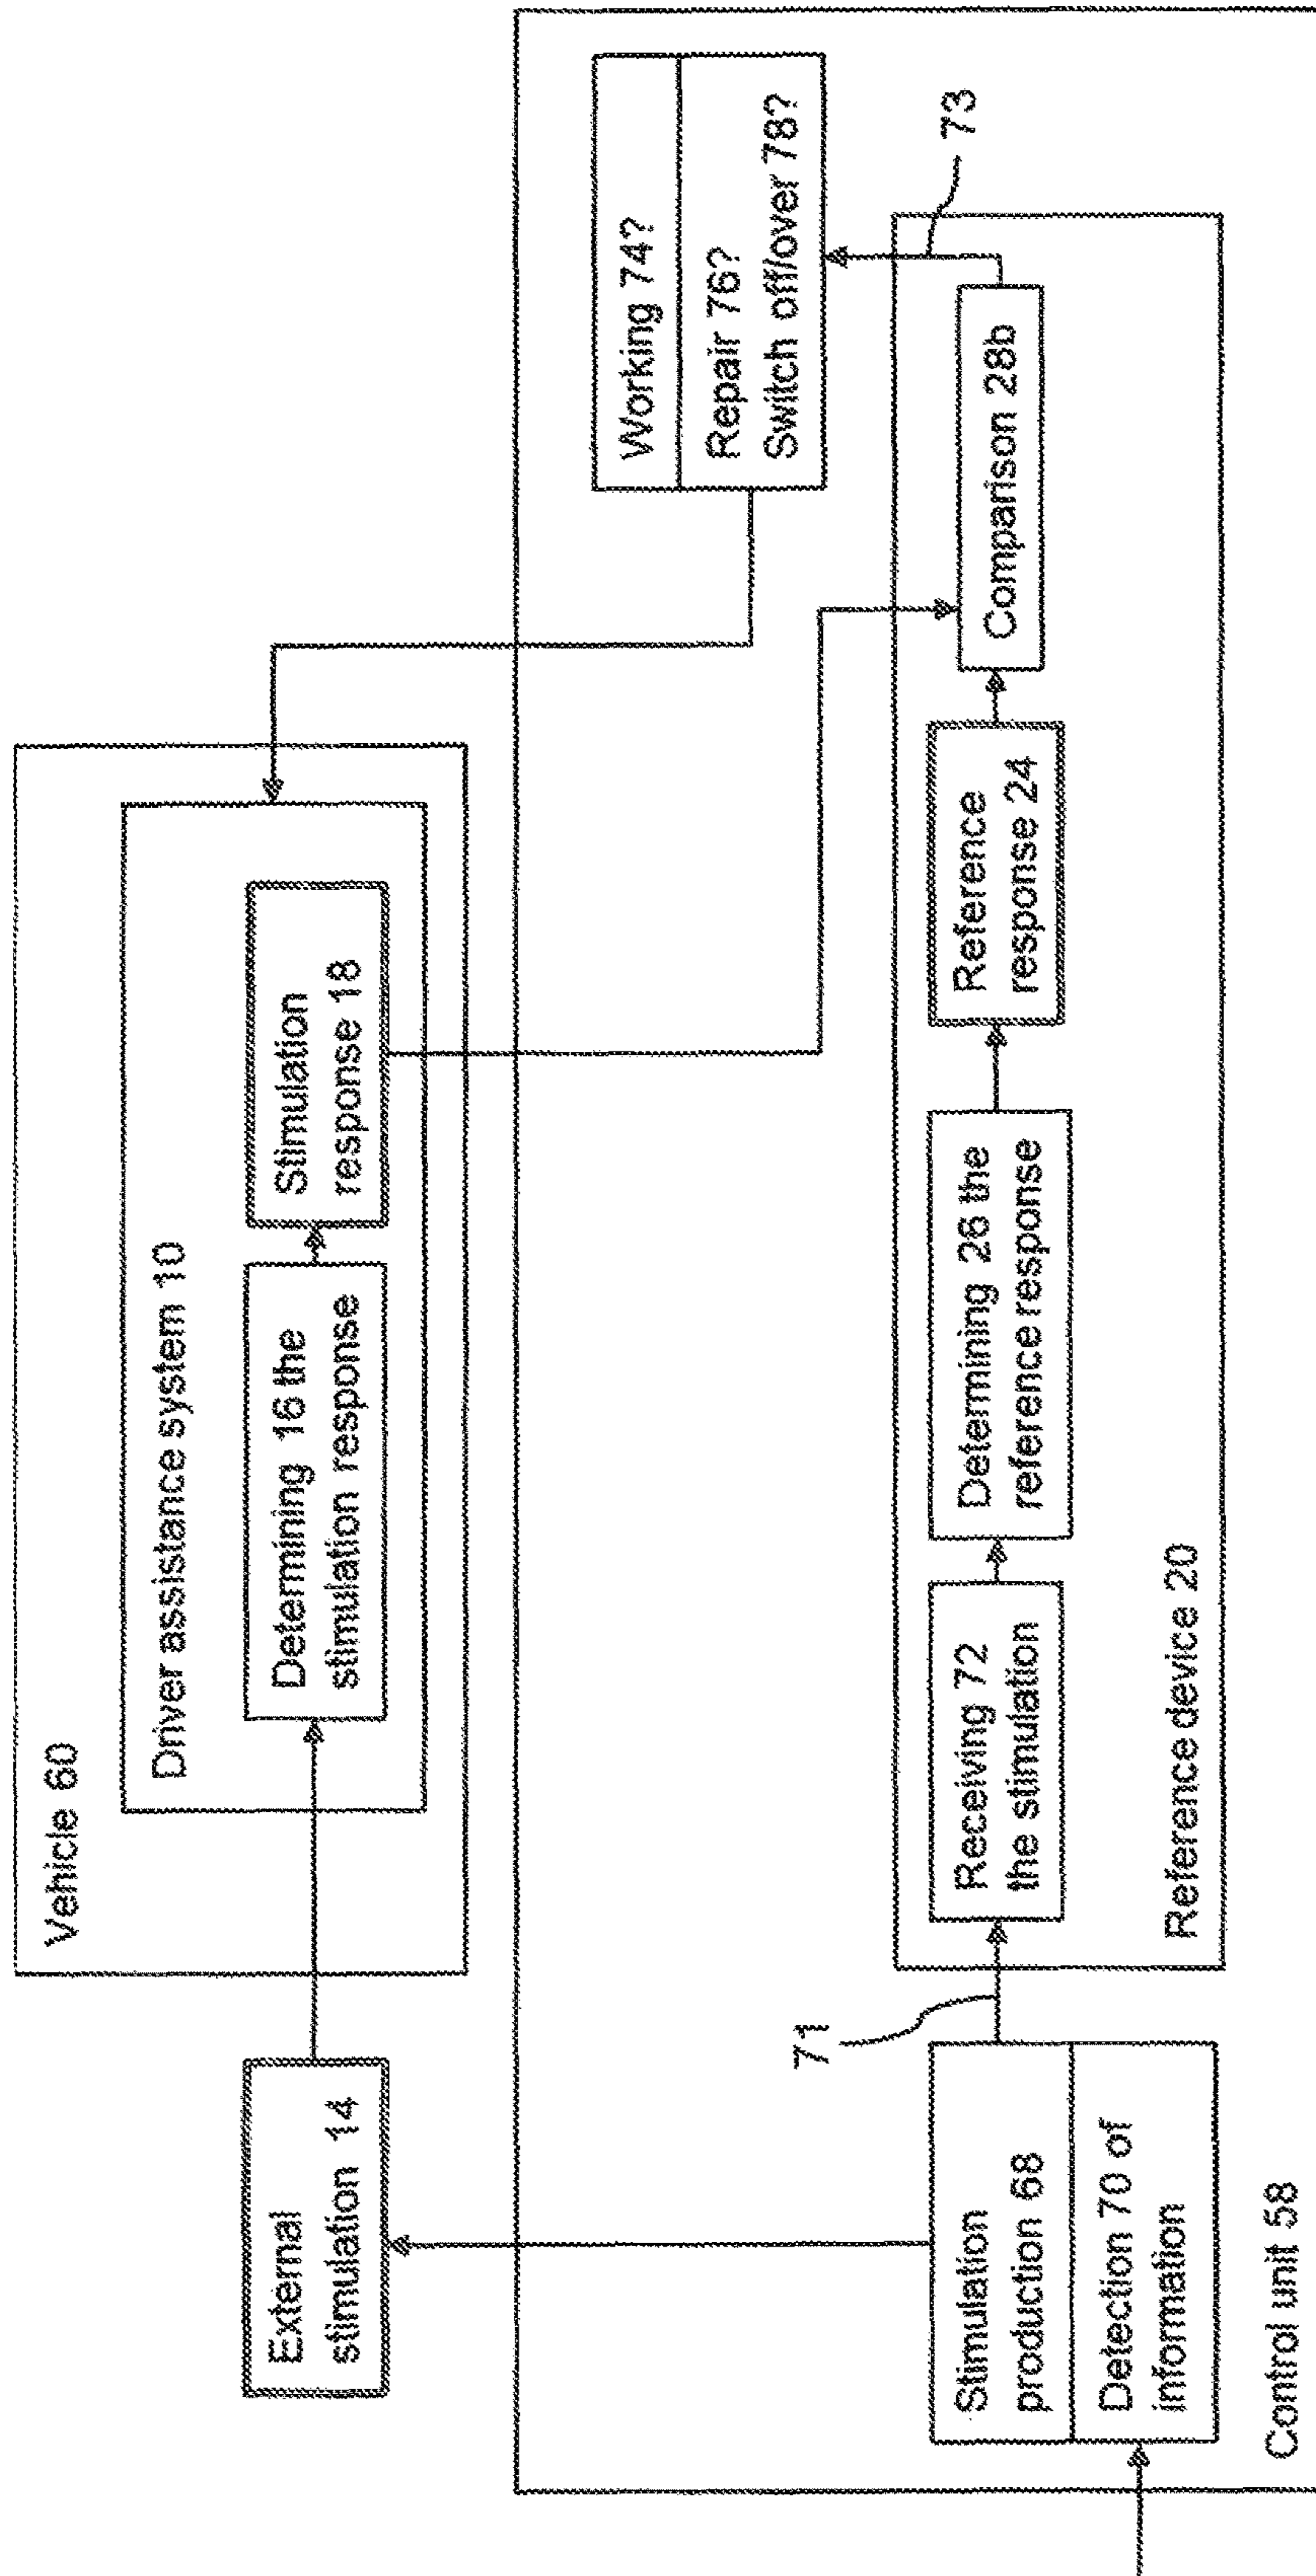 Vehicle 60
Driver assistance system 10
External
stimulation 14
Determining 16 the
stimulation response
Stimulation
response 18
Working 74?
Repair 76?
Switch off/over 78?
73
71
Stimulation
production 68
Detection 70 of
information
Receiving 72
the stimulation
Determining 26 the
reference response
Reference
response 24
Comparison 28b
Reference device 20
Control unit 58